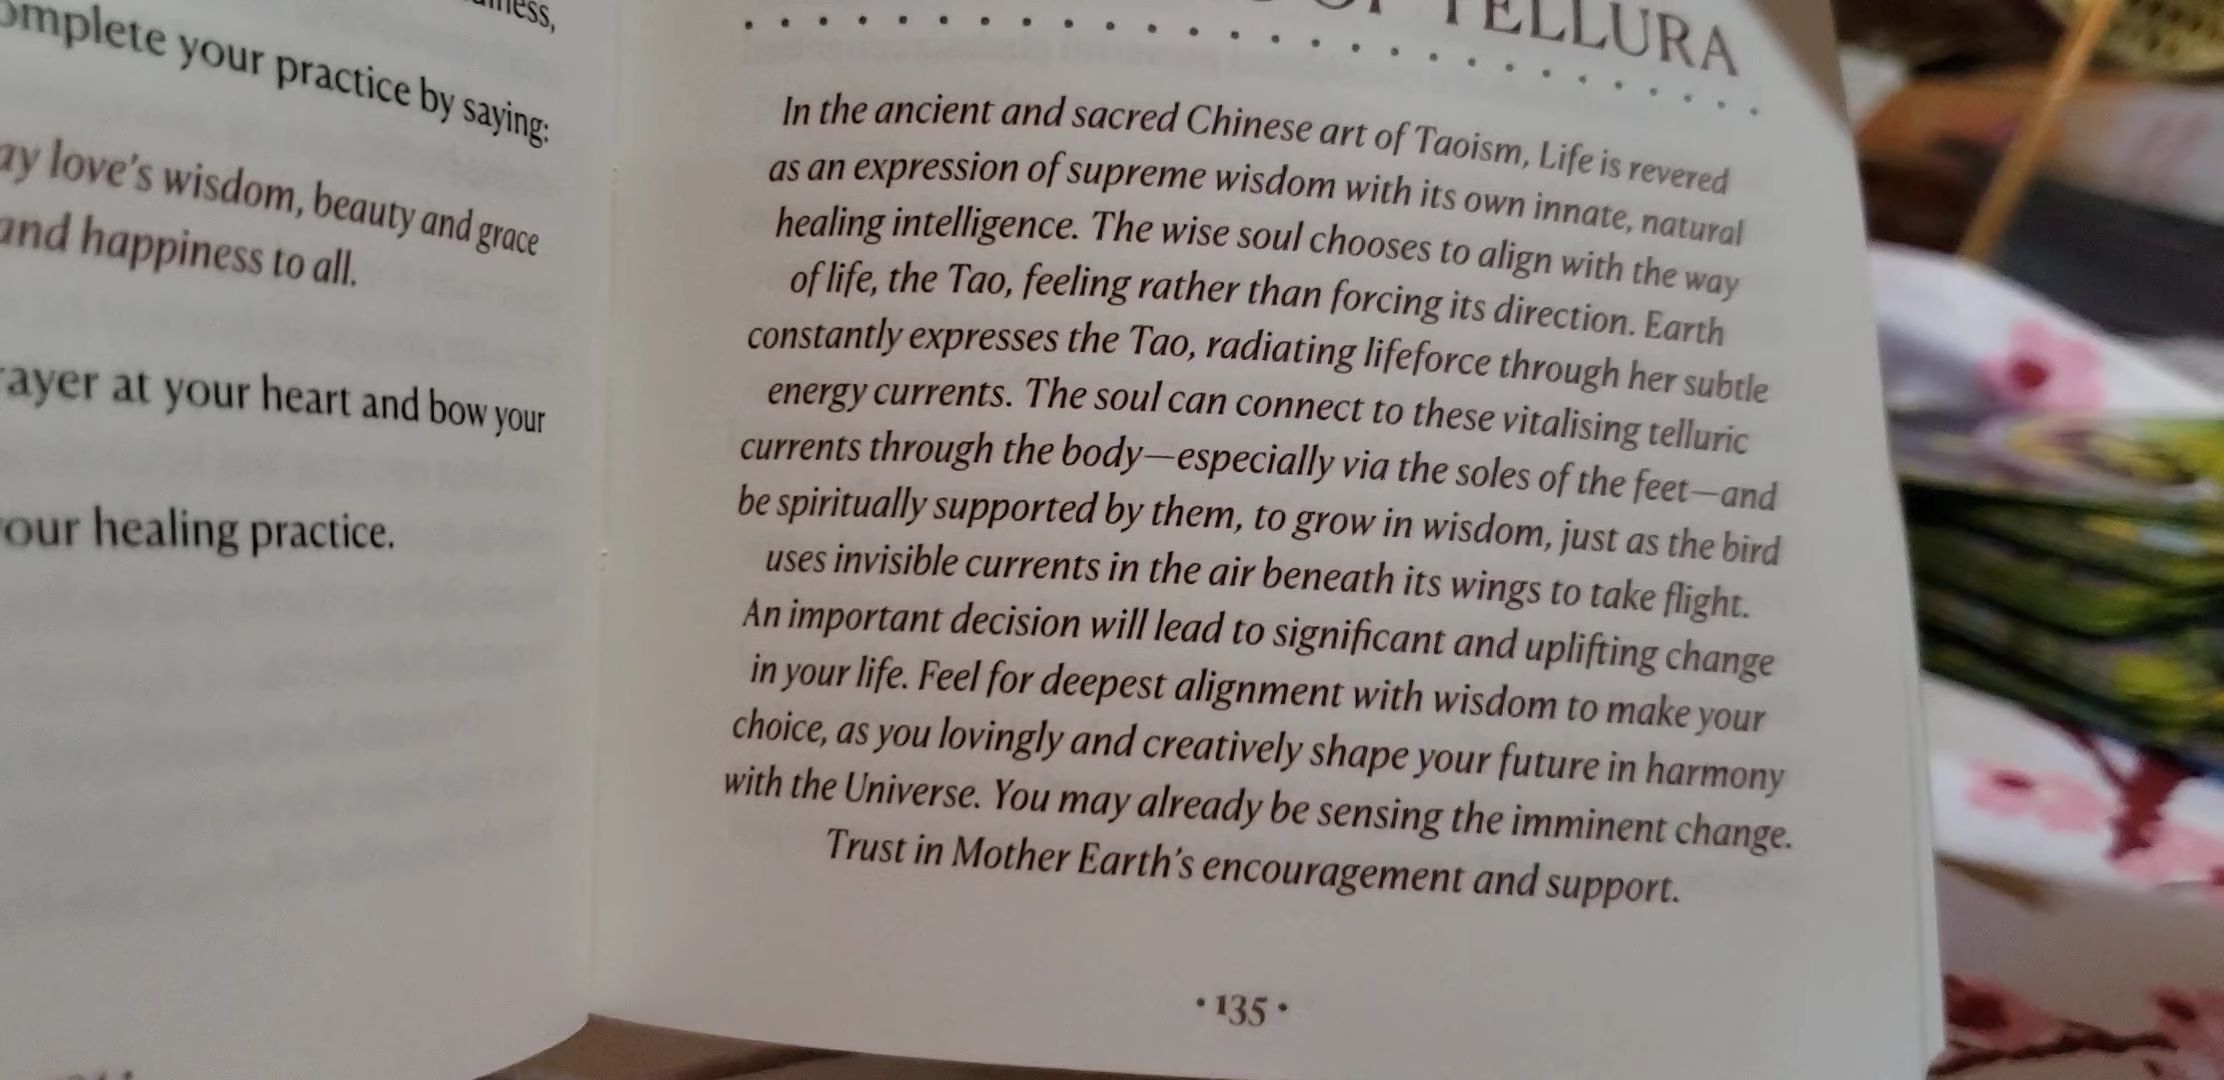 complete your practice by saying:
love's wisdom, beauty and grace
and happiness to all.
at your heart and bow your
your healing practice.
OF TELLURA
In the ancient and sacred Chinese art of Taoism, Life is revered
as an expression of supreme wisdom with its own innate, natural
healing intelligence. The wise soul chooses to align with the way
of life, the Tao, feeling rather than forcing its direction. Earth
constantly expresses the Tao, radiating lifeforce through her subtle
energy currents. The soul can connect to these vitalising telluric
currents through the body—especially via the soles of the feet—and
be spiritually supported by them, to grow in wisdom, just as the bird
uses invisible currents in the air beneath its wings to take flight.
An important decision will lead to significant and uplifting change
in your life. Feel for deepest alignment with wisdom to make your
choice, as you lovingly and creatively shape your future in harmony
with the Universe. You may already be sensing the imminent change.
Trust in Mother Earth's encouragement and support.
• 135 •